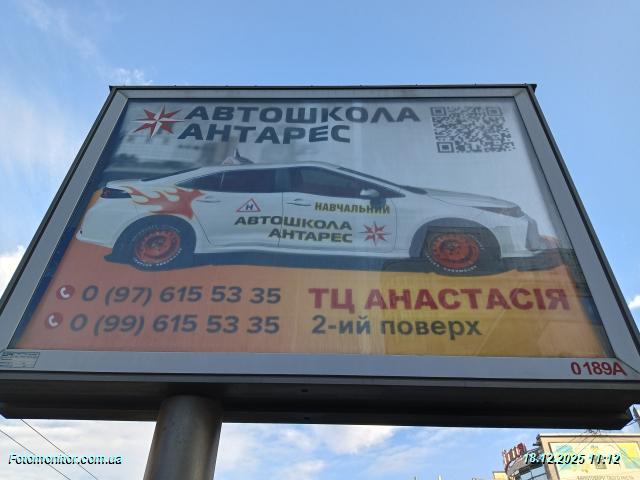 АВТОШКОЛА
АНТАРЕС
НАВЧАЛЬНИЙ
Н
АВТОШКОЛА
АНТАРЕС
0 (97) 615 53 35
0 (99) 615 53 35
ТЦ АНАСТАСІЯ
2-ий поверх
0189A
Fotomonitor.com.ua
18.12.2025 11:12